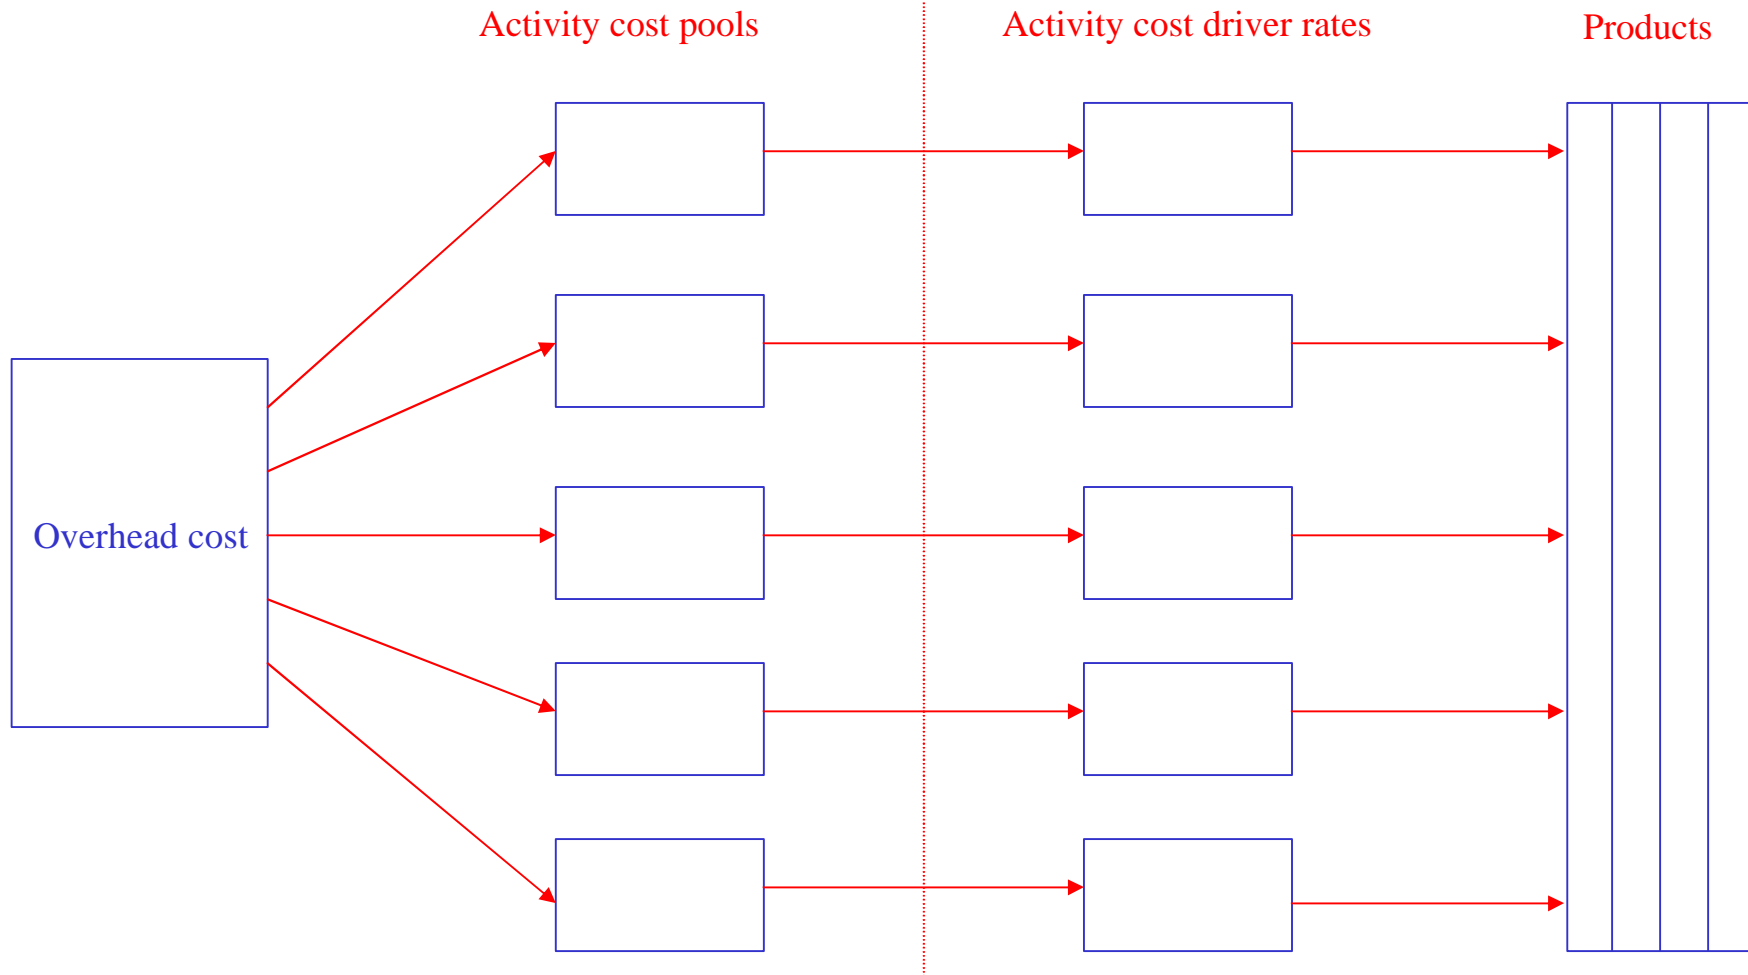 Activity cost pools
Activity cost driver rates
Products
Overhead cost